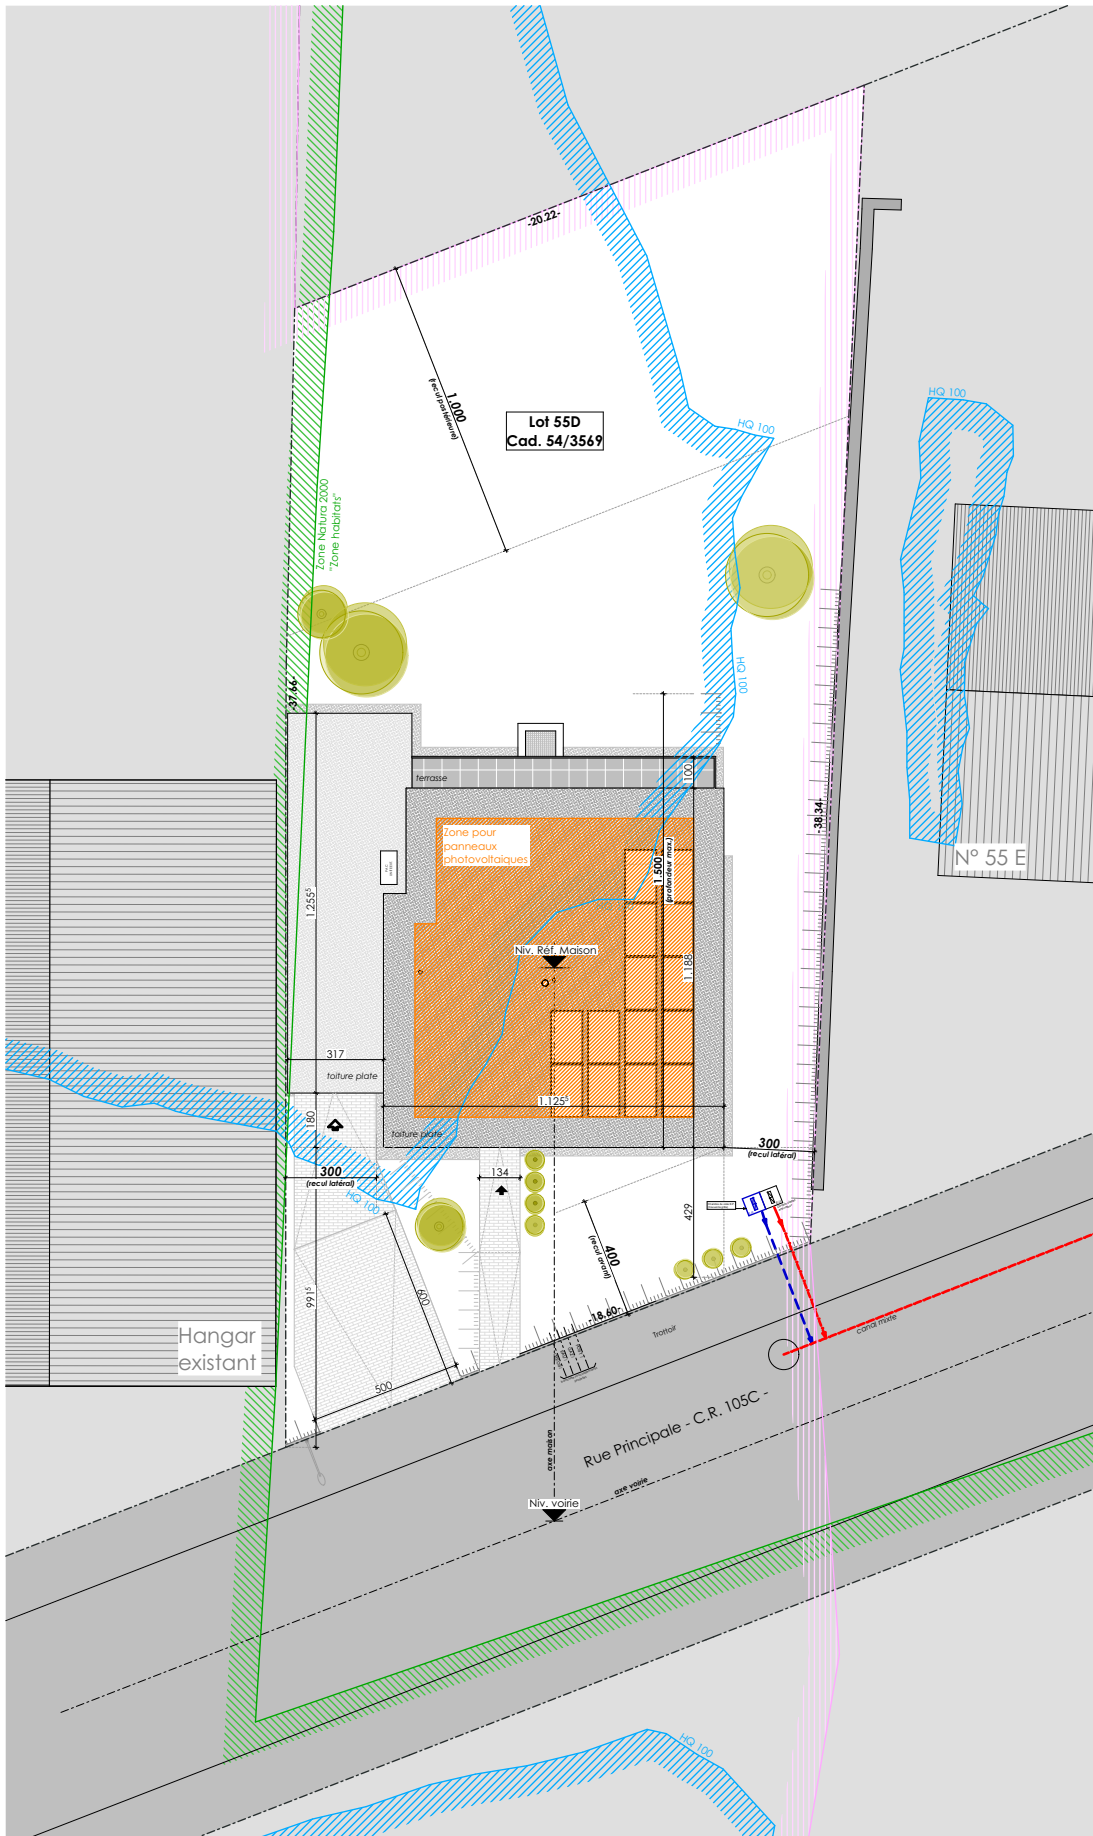 -20.22-
1.000
(recul postérieure)
Lot 55D
Cad. 54/3569
HQ 100
HQ 100
Zone Natura 2000
"Zone habitats"
HQ 100
-37.66-
terrasse
100
Zone pour
panneaux
photovoltaïques
1.500
(profondeur max.)
-38.34-
N° 55 E
1.255⁵
Niv. Réf. Maison
1.188
317
toiture plate
1.125⁵
180
toiture plate
300
(recul latéral)
300
(recul latéral)
134
HQ 100
429
400
(recul avant)
991⁵
600
-18.60-
Trottoir
canal mixte
Hangar
existant
500
Rue Principale - C.R. 105C -
axe maison
axe voirie
Niv. voirie
HQ 100